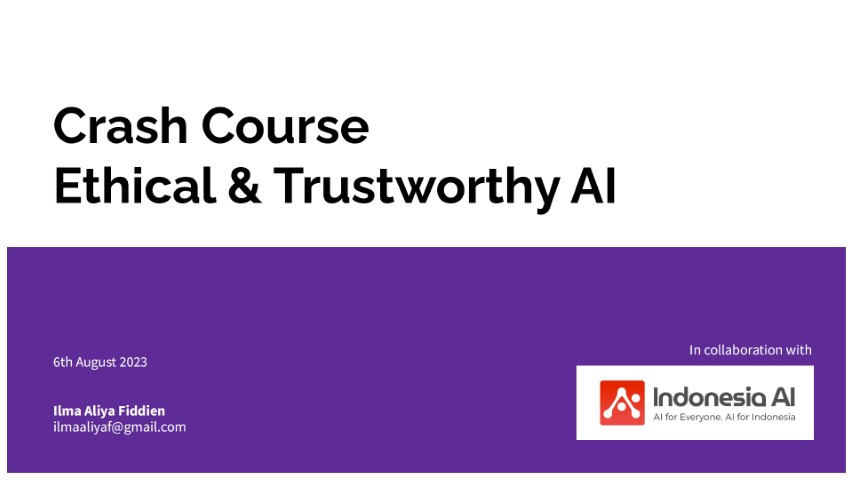 Crash Course
Ethical & Trustworthy AI
6th August 2023
Ilma Aliya Fiddien
ilmaaliyaf@gmail.com
In collaboration with
Indonesia AI
AI for Everyone, AI for Indonesia